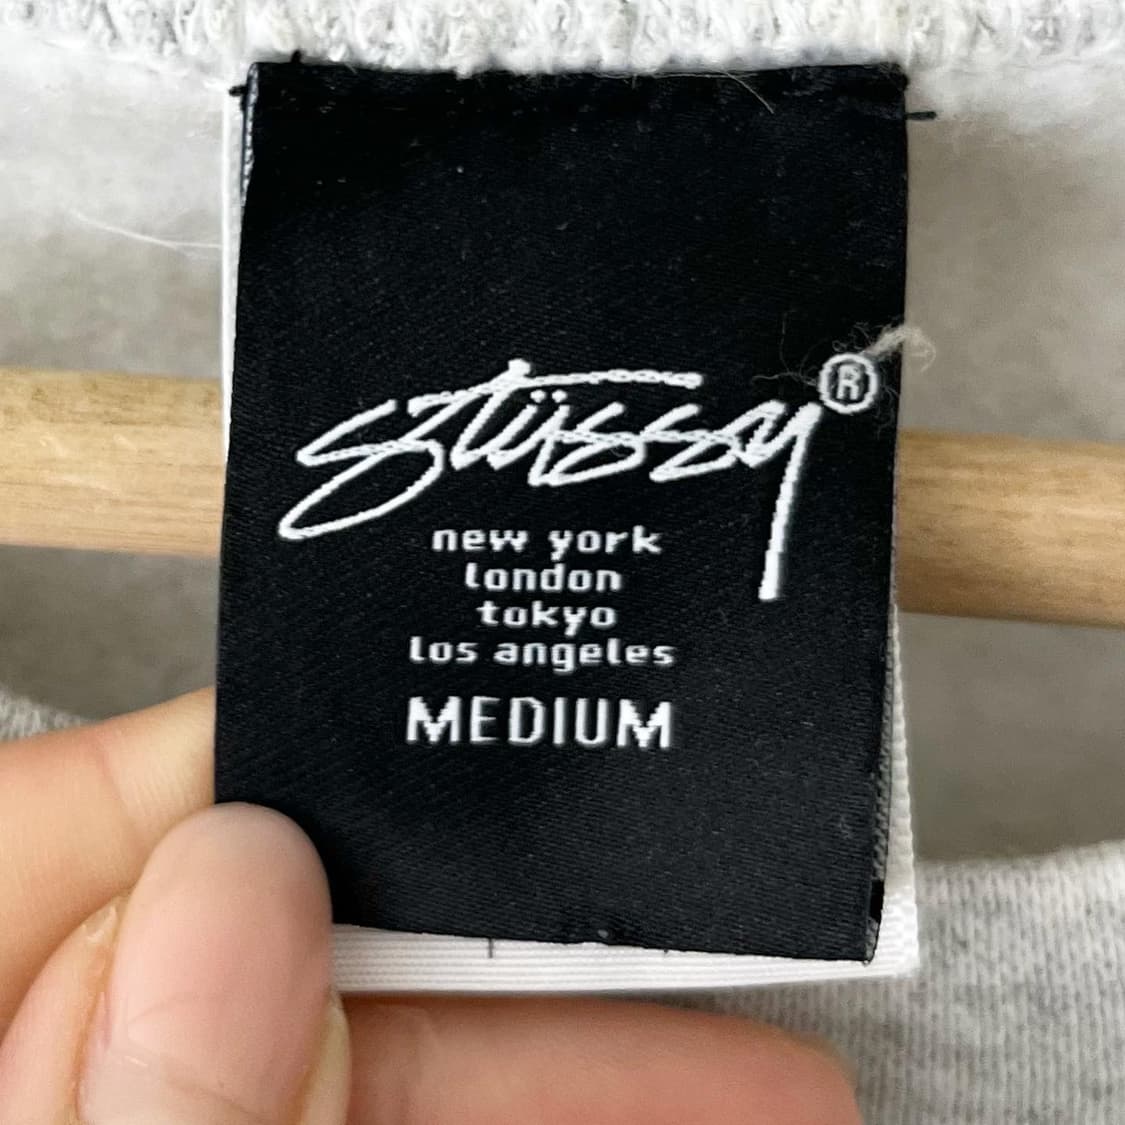 Stüssy®
new york
london
tokyo
los angeles
MEDIUM